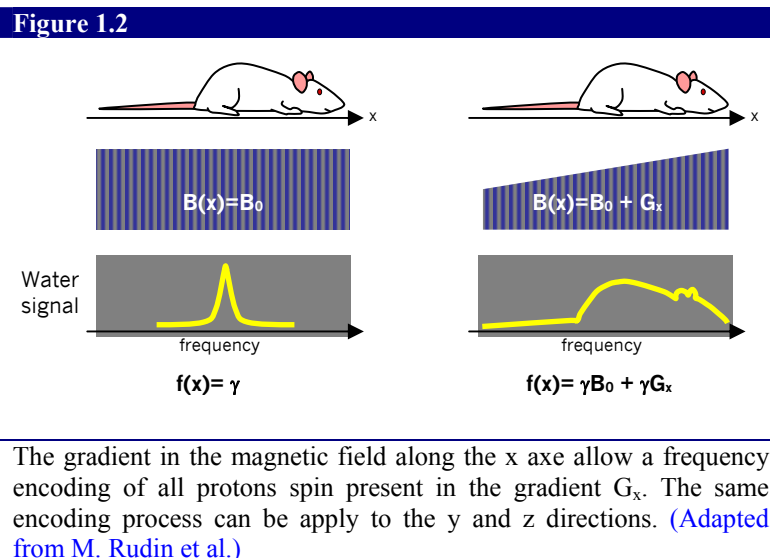 Figure 1.2
x
x
B(x)=B₀
B(x)=B₀ + Gₓ
Water
signal
frequency
frequency
f(x)= γ
f(x)= γB₀ + γGₓ
The gradient in the magnetic field along the x axe allow a frequency
encoding of all protons spin present in the gradient Gₓ. The same
encoding process can be apply to the y and z directions. (Adapted
from M. Rudin et al.)